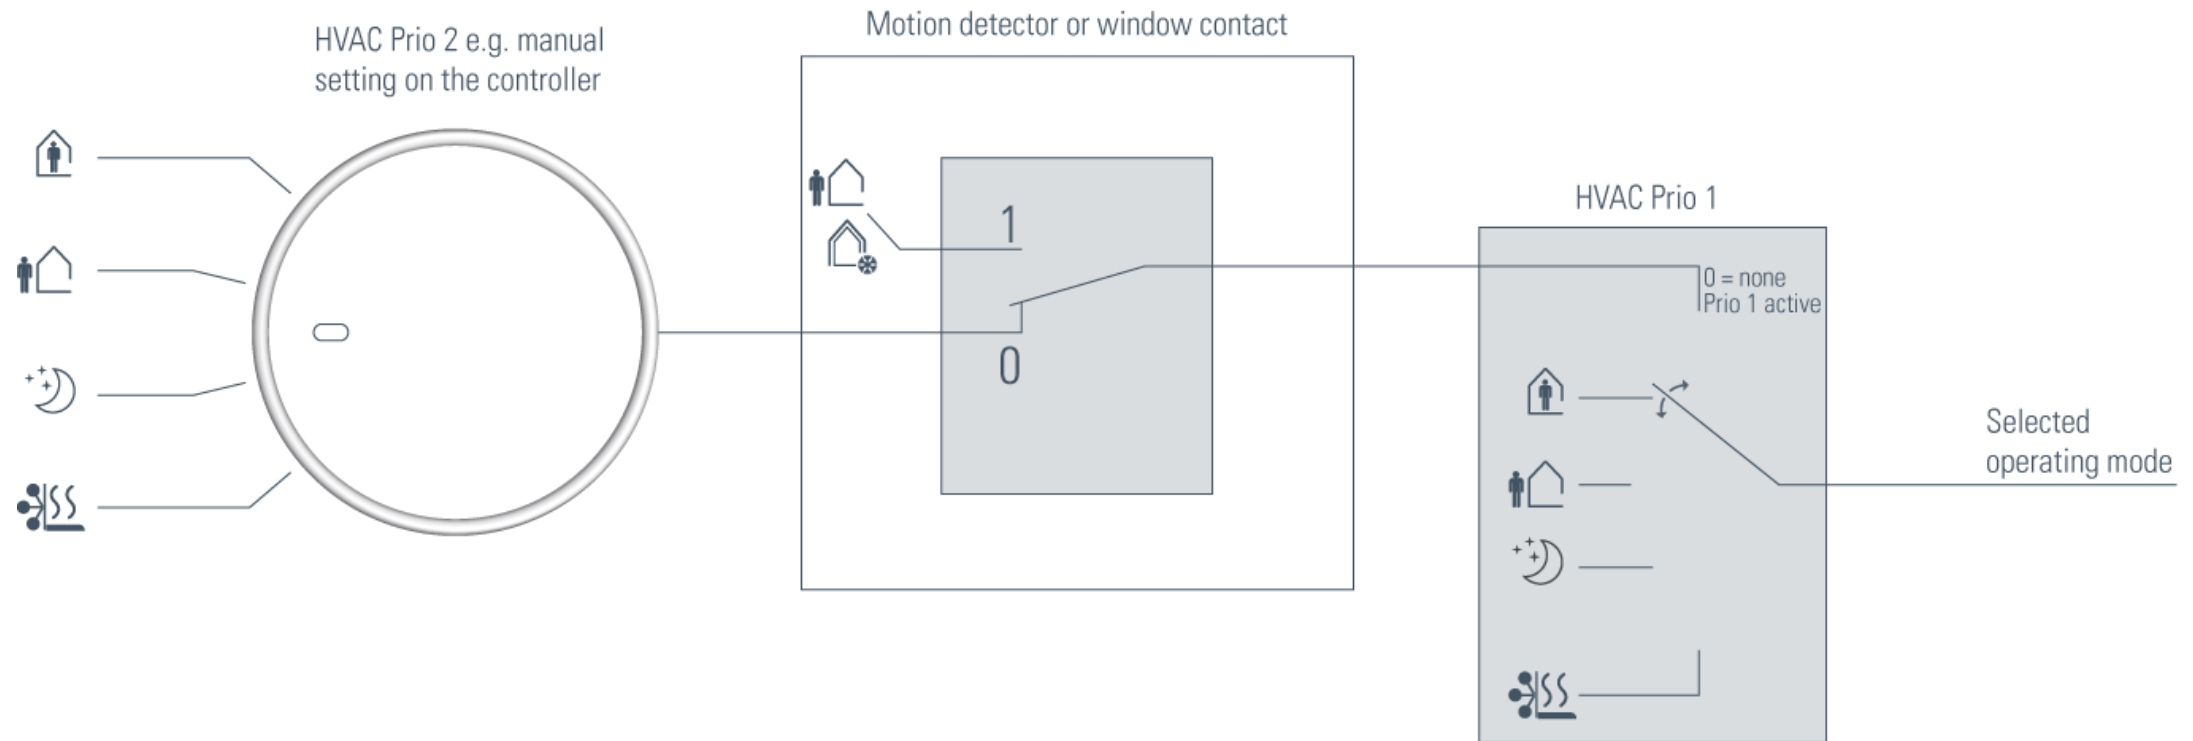 HVAC Prio 2 e.g. manual
setting on the controller
Motion detector or window contact
1
0
HVAC Prio 1
0 = none
Prio 1 active
Selected
operating mode